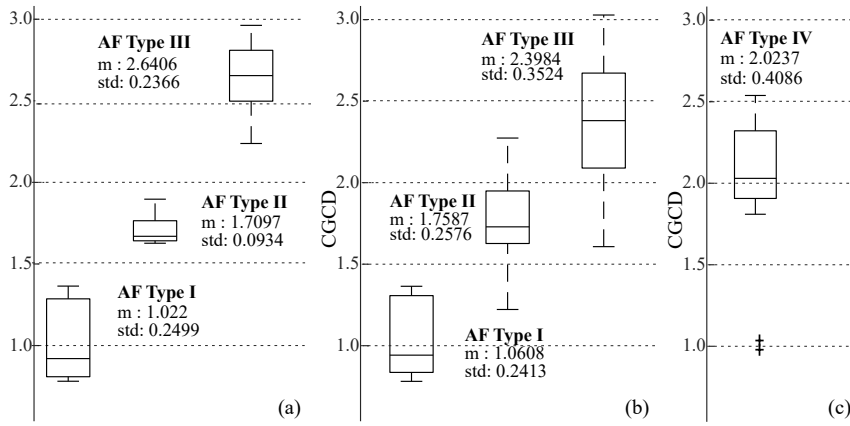 3.0
2.5
2.0
1.5
1.0
AF Type III
m : 2.6406
std: 0.2366
AF Type II
m : 1.7097
std: 0.0934
AF Type I
m : 1.022
std: 0.2499
(a)
CGCD
3.0
2.5
2.0
1.5
1.0
AF Type III
m : 2.3984
std: 0.3524
AF Type II
m : 1.7587
std: 0.2576
AF Type I
m : 1.0608
std: 0.2413
(b)
CGCD
3.0
2.5
2.0
1.5
1.0
AF Type IV
m : 2.0237
std: 0.4086
(c)